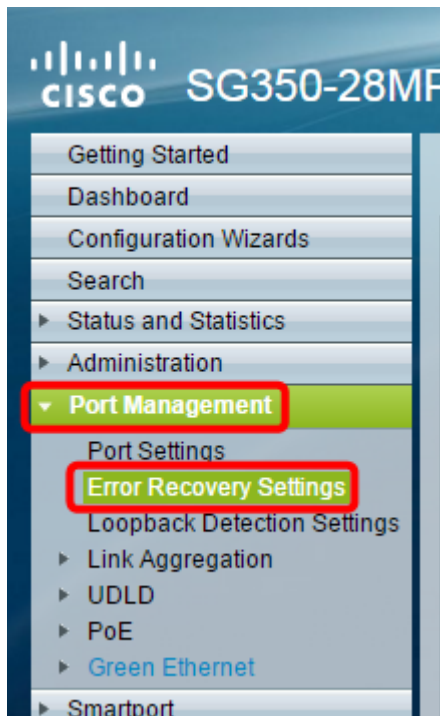 CISCO SG350-28MP
Getting Started
Dashboard
Configuration Wizards
Search
Status and Statistics
Administration
Port Management
Port Settings
Error Recovery Settings
Loopback Detection Settings
Link Aggregation
UDLD
PoE
Green Ethernet
Smartport